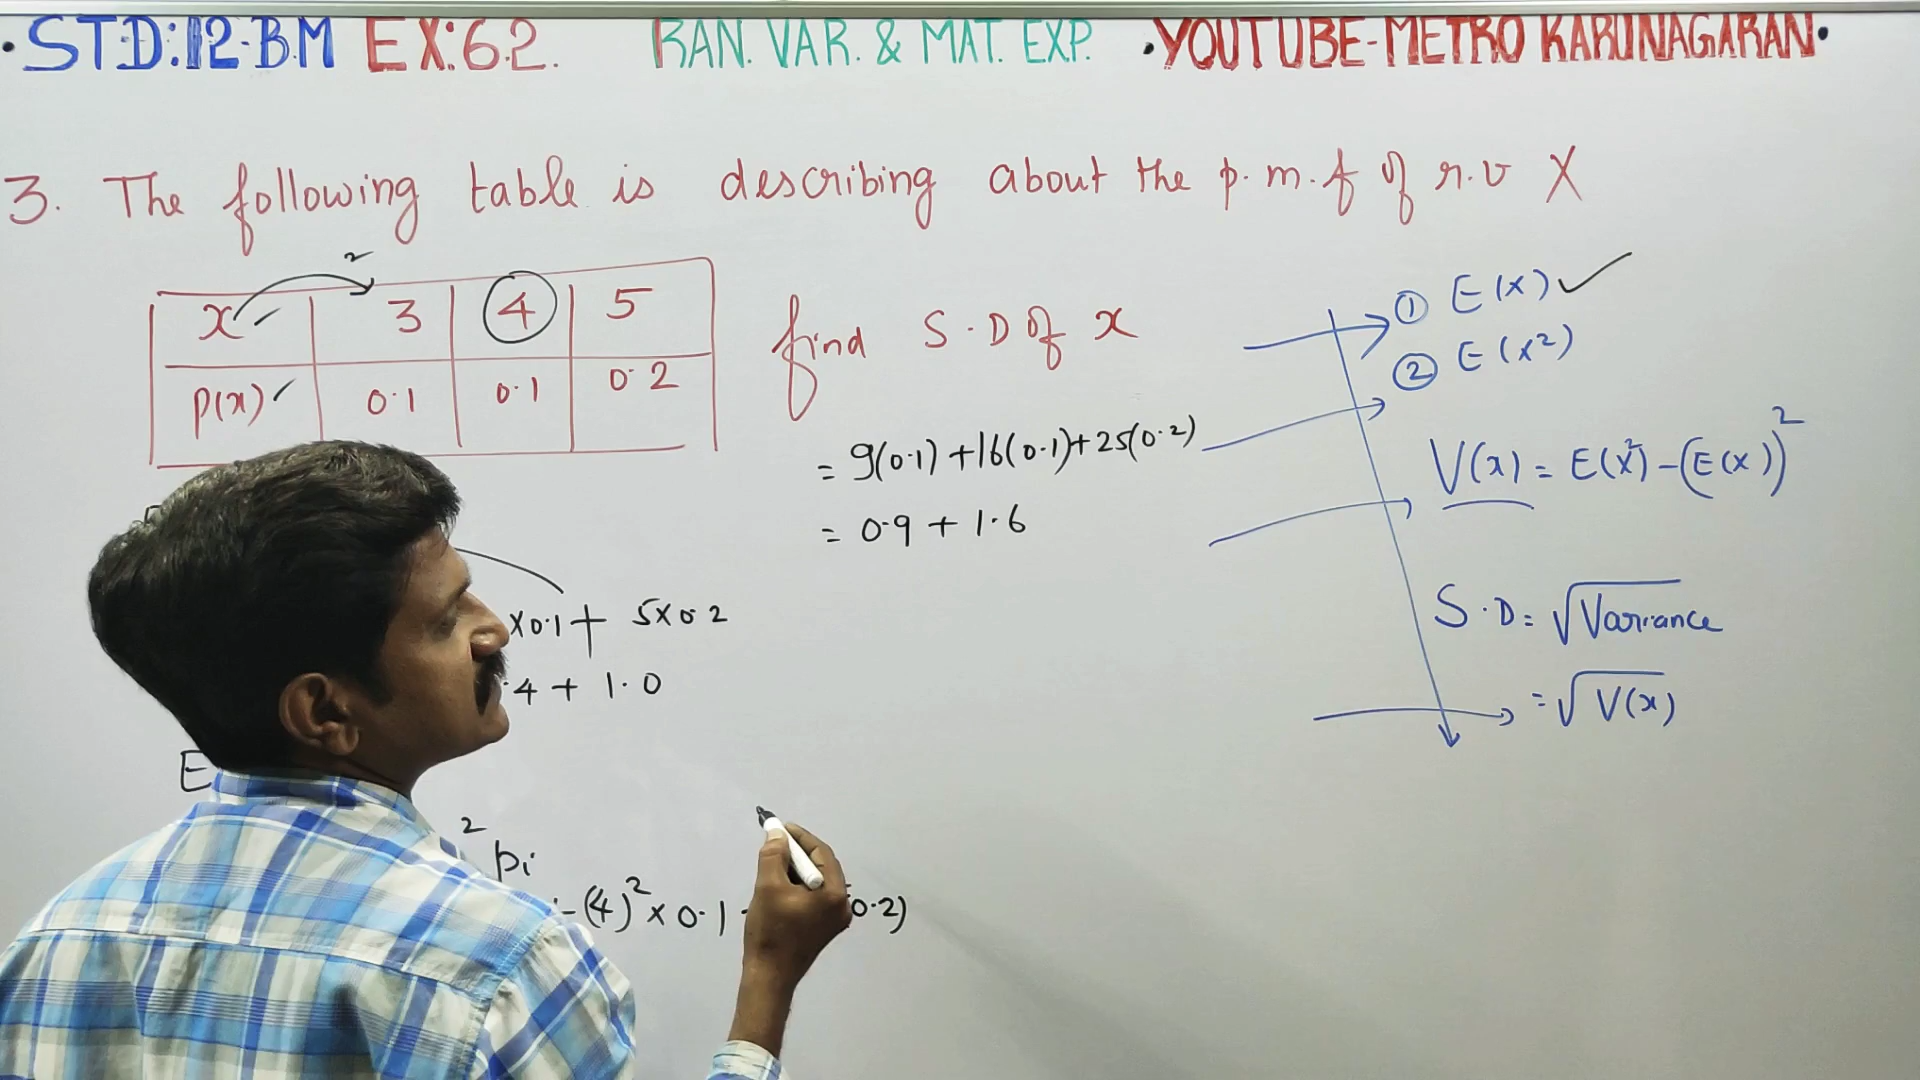 ·STD:12-B.M EX:6.2. RAN. VAR. & MAT. EXP. ·YOUTUBE-METRO KARUNAGARAN·
3. The following table is describing about the p.m.f of r.v X
x 3 4 5
p(x) 0.1 0.1 0.2
2
find S.D of x
① E(x) ✓
② E(x²)
= 9(0.1) + 16(0.1) + 25(0.2)
= 0.9 + 1.6
V(x) = E(x²) - (E(x))²
x0.1 + 5x0.2
.4 + 1.0
S.D = √Variance
= √V(x)
E
² pi
(4)² x 0.1 0.2)